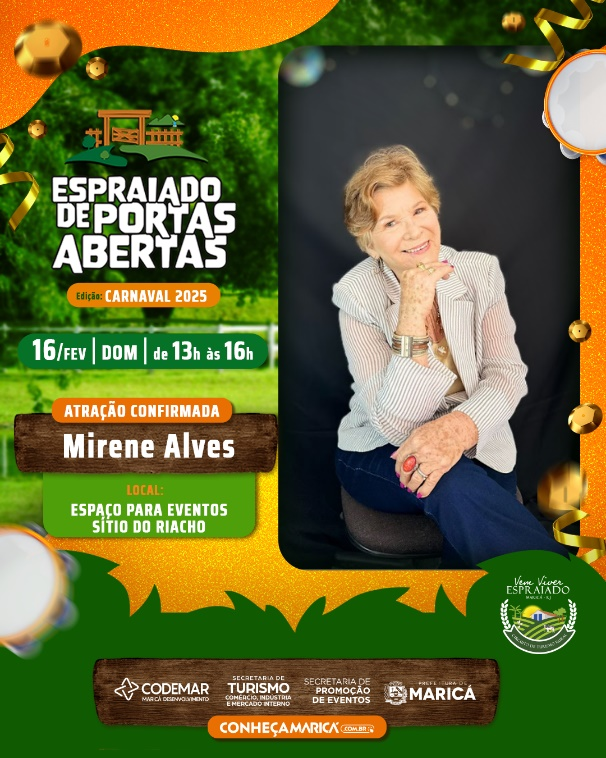 ESPRAIADO
DE PORTAS
ABERTAS
Edição: CARNAVAL 2025
16/FEV | DOM | de 13h às 16h
ATRAÇÃO CONFIRMADA
Mirene Alves
LOCAL:
ESPAÇO PARA EVENTOS
SÍTIO DO RIACHO
Vem Viver
ESPRAIADO
MARICÁ - RJ
CODEMAR
MARICÁ DESENVOLVIMENTO
SECRETARIA DE
TURISMO
COMÉRCIO, INDÚSTRIA
E MERCADO INTERNO
SECRETARIA DE
PROMOÇÃO
DE EVENTOS
PREFEITURA DE
MARICÁ
CONHEÇAMARICÁ.COM.BR